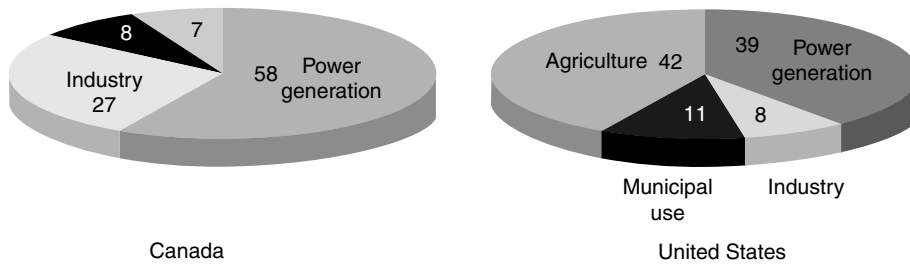 8
7
58 Power
generation
Industry
27
Canada
Agriculture 42
39 Power
generation
11
8
Municipal
use
Industry
United States